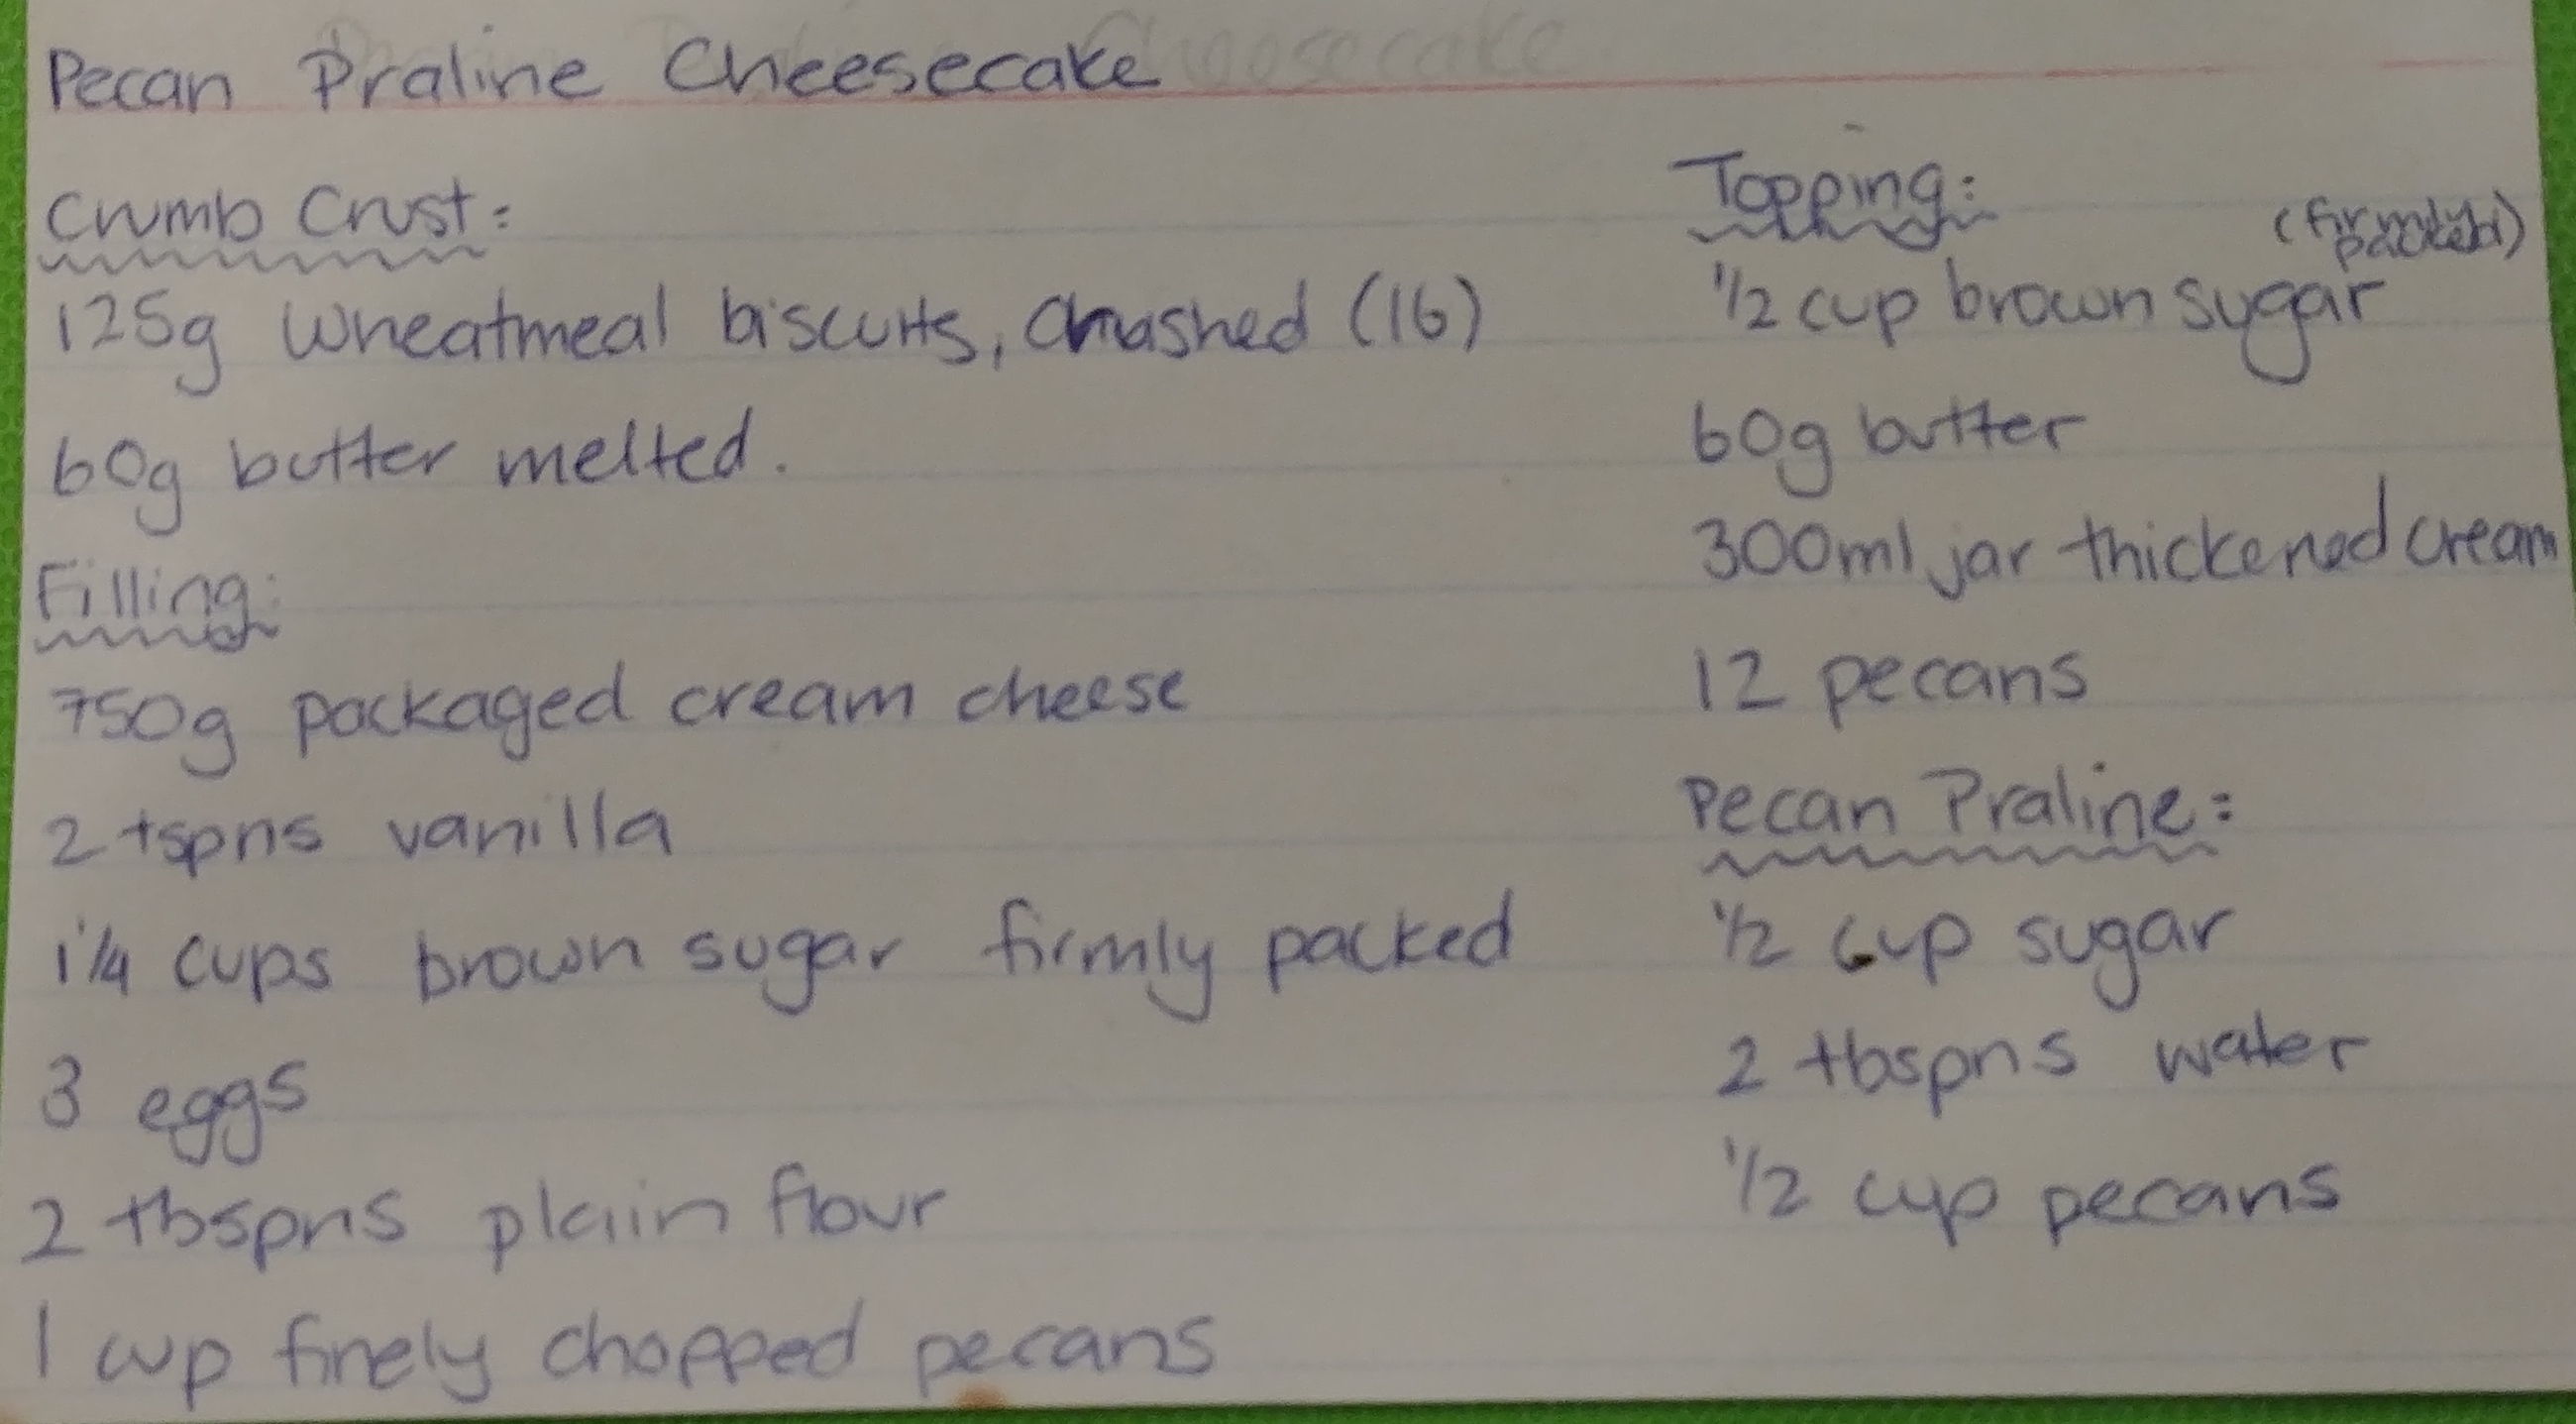 Pecan Praline Cheesecake
Crumb Crust:
125g wheatmeal biscuits, crushed (16)
60g butter melted.
Filling:
750g packaged cream cheese
2 tspns vanilla
1 1/4 cups brown sugar firmly packed
3 eggs
2 tbspns plain flour
1 cup finely chopped pecans
Topping:
(firmly packed)
1/2 cup brown sugar
60g butter
300ml jar thickened cream
12 pecans
Pecan Praline:
1/2 cup sugar
2 tbspns water
1/2 cup pecans